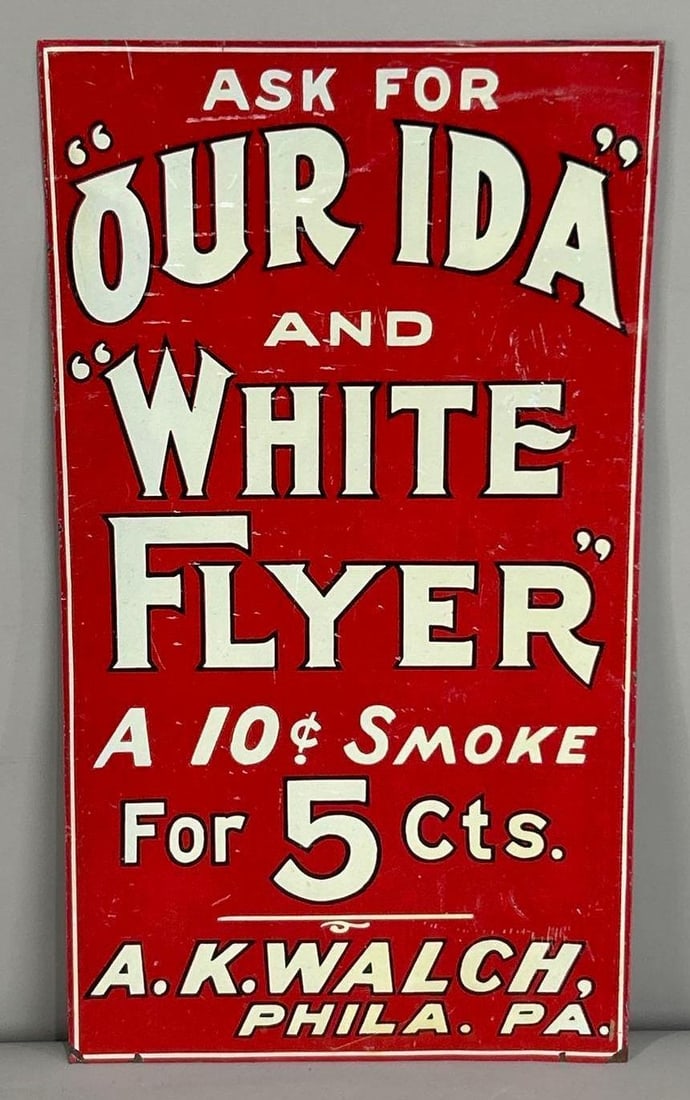 ASK FOR
“OUR IDA”
AND
“WHITE
FLYER”
A 10¢ SMOKE
For 5 Cts.
A.K.WALCH,
PHILA. PA.